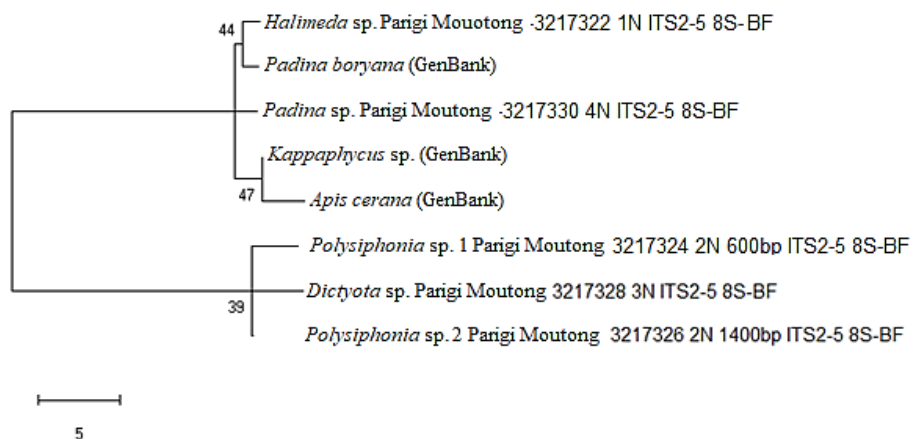 44
Halimeda sp. Parigi Mouotong -3217322 1N ITS2-5 8S-BF
Padina boryana (GenBank)
Padina sp. Parigi Moutong -3217330 4N ITS2-5 8S-BF
Kappaphycus sp. (GenBank)
47
Apis cerana (GenBank)
Polysiphonia sp. 1 Parigi Moutong 3217324 2N 600bp ITS2-5 8S-BF
Dictyota sp. Parigi Moutong 3217328 3N ITS2-5 8S-BF
39
Polysiphonia sp. 2 Parigi Moutong 3217326 2N 1400bp ITS2-5 8S-BF
5